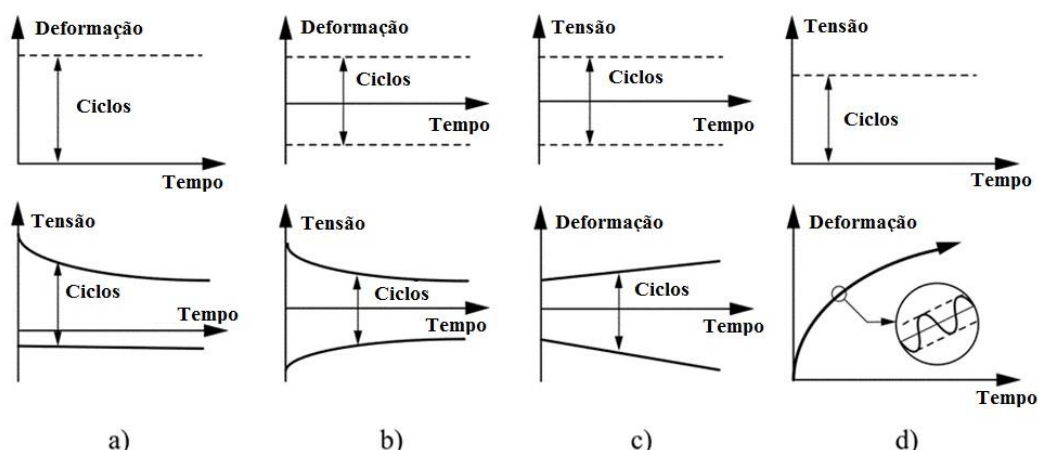 Deformação
Ciclos
Tempo
Tensão
Ciclos
Tempo
a)
Deformação
Ciclos
Tempo
Tensão
Ciclos
Tempo
b)
Tensão
Ciclos
Tempo
Deformação
Ciclos
Tempo
c)
Tensão
Ciclos
Tempo
Deformação
Tempo
d)